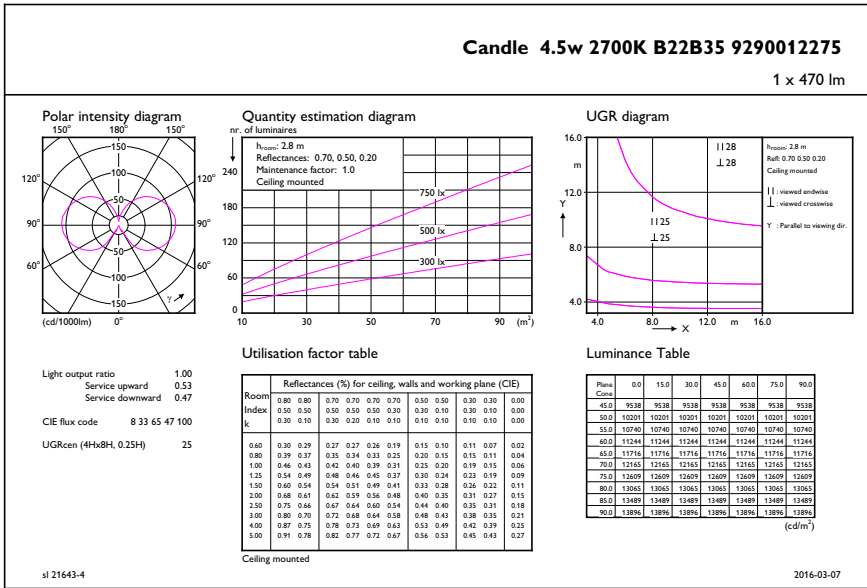 Candle 4.5w 2700K B22B35 9290012275
1 x 470 lm
Polar intensity diagram
150° 180° 150°
120° 120°
90° 90°
60° 60°
150
100
50
50
100
150
γ
(cd/1000lm) 0°
Quantity estimation diagram
nr. of luminaires
hroom: 2.8 m
Reflectances: 0.70, 0.50, 0.20
Maintenance factor: 1.0
Ceiling mounted
240
180
120
60
0
750 lx
500 lx
300 lx
10 30 50 70 90 (m²)
UGR diagram
16.0
m
12.0
Y
8.0
4.0
|| 28
⊥ 28
|| 25
⊥ 25
4.0 8.0 12.0 m 16.0
X
hroom: 2.8 m
Refl: 0.70 0.50 0.20
Ceiling mounted
|| : viewed endwise
⊥ : viewed crosswise
Y : Parallel to viewing dir.
Light output ratio 1.00
Service upward 0.53
Service downward 0.47
CIE flux code 8 33 65 47 100
UGRcen (4Hx8H, 0.25H) 25
Utilisation factor table
Room Index k
Reflectances (%) for ceiling, walls and working plane (CIE)
0.80 0.80 0.70 0.70 0.70 0.70 0.50 0.50 0.30 0.30 0.00
0.50 0.50 0.50 0.50 0.50 0.30 0.30 0.10 0.30 0.10 0.00
0.30 0.10 0.30 0.20 0.10 0.10 0.10 0.10 0.10 0.10 0.00
0.60 0.30 0.29 0.27 0.27 0.26 0.19 0.15 0.10 0.11 0.07 0.02
0.80 0.39 0.37 0.35 0.34 0.33 0.25 0.20 0.15 0.15 0.11 0.04
1.00 0.46 0.43 0.42 0.40 0.39 0.31 0.25 0.20 0.19 0.15 0.06
1.25 0.54 0.49 0.48 0.46 0.45 0.37 0.30 0.24 0.23 0.19 0.09
1.50 0.60 0.54 0.54 0.51 0.49 0.41 0.33 0.28 0.26 0.22 0.11
2.00 0.68 0.61 0.62 0.59 0.56 0.48 0.40 0.35 0.31 0.27 0.15
2.50 0.75 0.66 0.67 0.64 0.60 0.54 0.44 0.40 0.35 0.31 0.18
3.00 0.80 0.70 0.72 0.68 0.64 0.58 0.48 0.43 0.38 0.35 0.21
4.00 0.87 0.75 0.78 0.73 0.69 0.63 0.53 0.49 0.42 0.39 0.25
5.00 0.91 0.78 0.82 0.77 0.72 0.67 0.56 0.53 0.45 0.43 0.27
Ceiling mounted
Luminance Table
Plane 0.0 15.0 30.0 45.0 60.0 75.0 90.0
Cone
45.0 9538 9538 9538 9538 9538 9538 9538
50.0 10201 10201 10201 10201 10201 10201 10201
55.0 10740 10740 10740 10740 10740 10740 10740
60.0 11244 11244 11244 11244 11244 11244 11244
65.0 11716 11716 11716 11716 11716 11716 11716
70.0 12165 12165 12165 12165 12165 12165 12165
75.0 12609 12609 12609 12609 12609 12609 12609
80.0 13065 13065 13065 13065 13065 13065 13065
85.0 13489 13489 13489 13489 13489 13489 13489
90.0 13896 13896 13896 13896 13896 13896 13896
(cd/m²)
sl 21643-4
2016-03-07